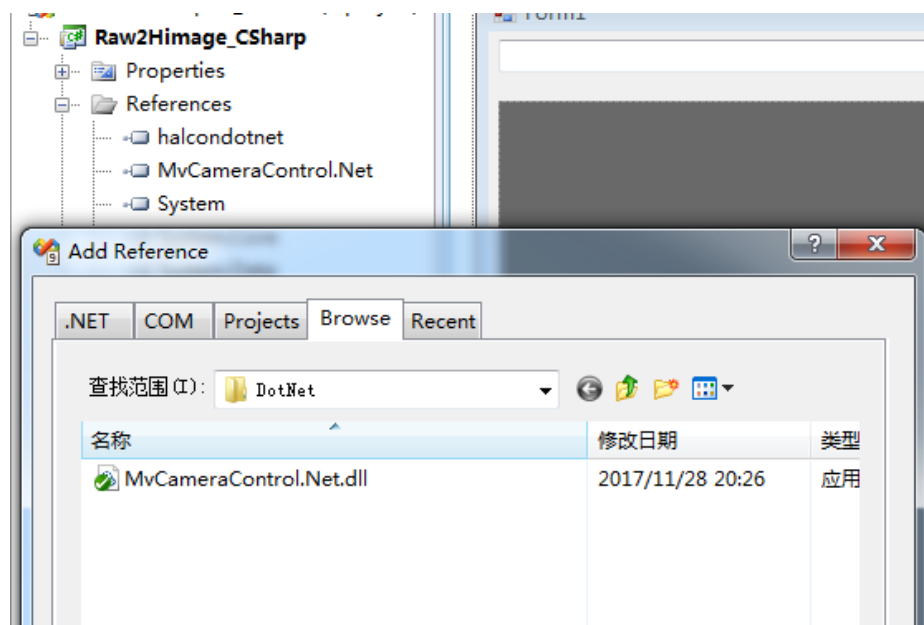 Raw2Himage_CSharp
Properties
References
halcondotnet
MvCameraControl.Net
System
Form1
Add Reference
.NET
COM
Projects
Browse
Recent
查找范围(I):
DotNet
名称
修改日期
类型
MvCameraControl.Net.dll
2017/11/28 20:26
应用